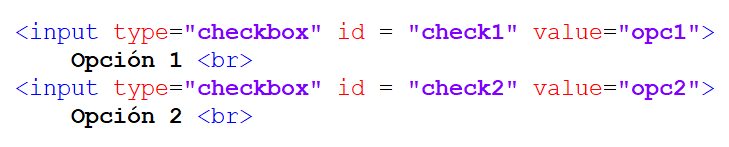 <input type="checkbox" id = "check1" value="opc1">
Opción 1 <br>
<input type="checkbox" id = "check2" value="opc2">
Opción 2 <br>